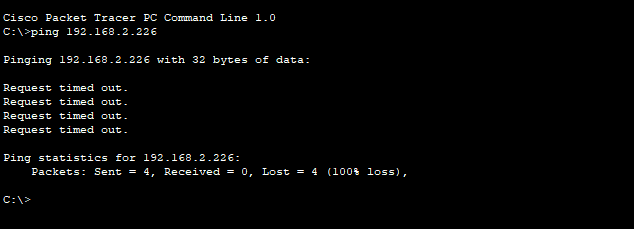 Cisco Packet Tracer PC Command Line 1.0
C:\>ping 192.168.2.226
Pinging 192.168.2.226 with 32 bytes of data:
Request timed out.
Request timed out.
Request timed out.
Request timed out.
Ping statistics for 192.168.2.226:
    Packets: Sent = 4, Received = 0, Lost = 4 (100% loss),
C:\>